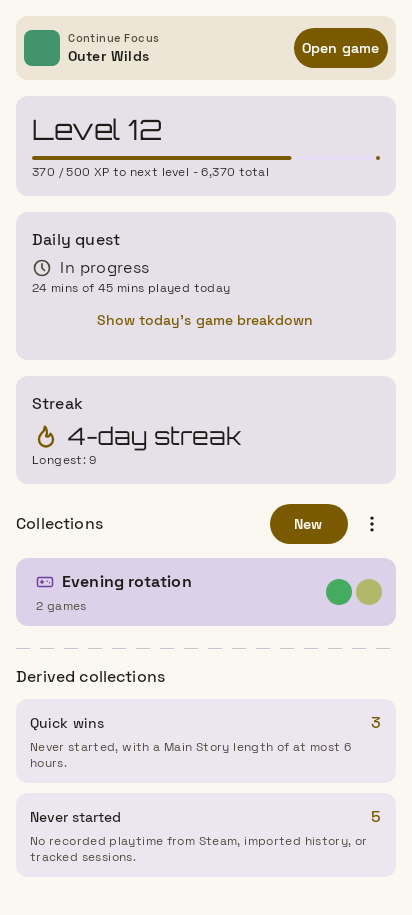 Continue Focus
Outer Wilds
Open game
Level 12
370 / 500 XP to next level - 6,370 total
Daily quest
In progress
24 mins of 45 mins played today
Show today's game breakdown
Streak
4-day streak
Longest: 9
Collections
New
Evening rotation
2 games
Derived collections
Quick wins
3
Never started, with a Main Story length of at most 6
hours.
Never started
5
No recorded playtime from Steam, imported history, or
tracked sessions.